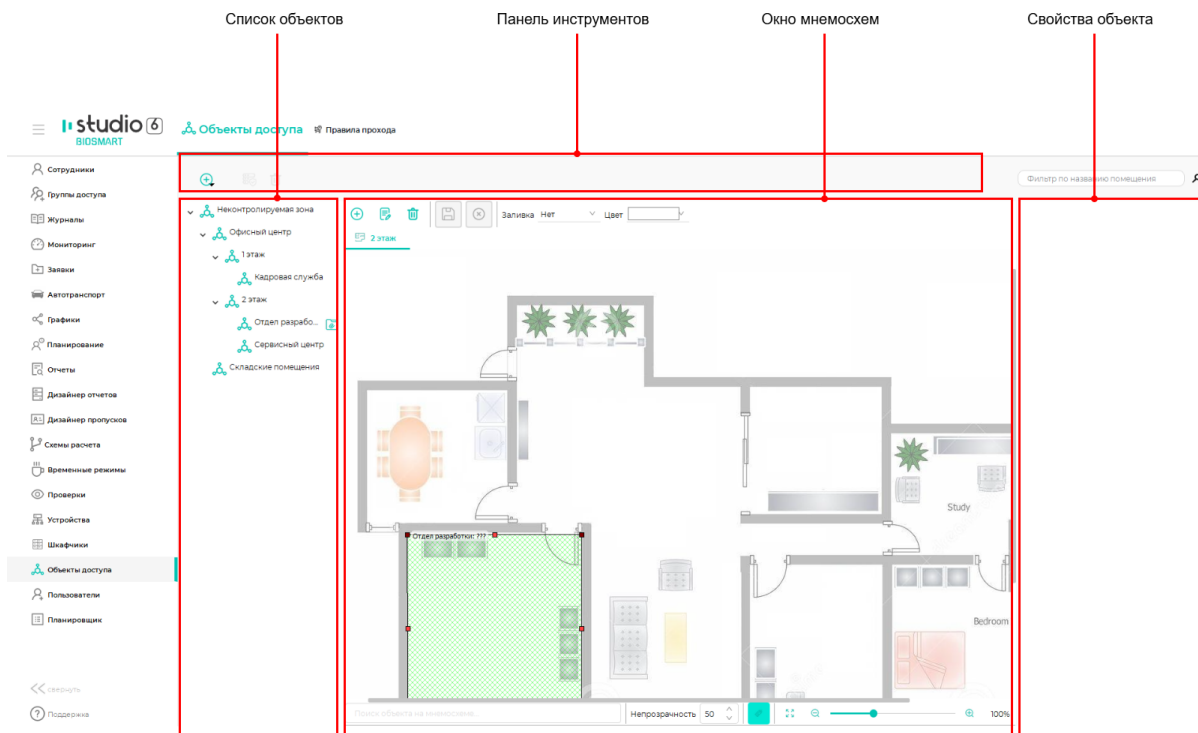 Список объектов Панель инструментов Окно мнемосхем Свойства объекта
studio 6
BIOSMART
Объекты доступа Правила прохода
Фильтр по названию помещения
Сотрудники
Группы доступа
Журналы
Мониторинг
Заявки
Автотранспорт
Графики
Планирование
Отчеты
Дизайнер отчетов
Дизайнер пропусков
Схемы расчета
Временные режимы
Проверки
Устройства
Шкафчики
Объекты доступа
Пользователи
Планировщик
свернуть
Поддержка
Неконтролируемая зона
Офисный центр
1 этаж
Кадровая служба
2 этаж
Отдел разрабо...
Сервисный центр
Складские помещения
Заливка Нет Цвет
2 этаж
Отдел разработки: ???
Study
Bedroom
Поиск объекта на мнемосхеме... Непрозрачность 50 100%